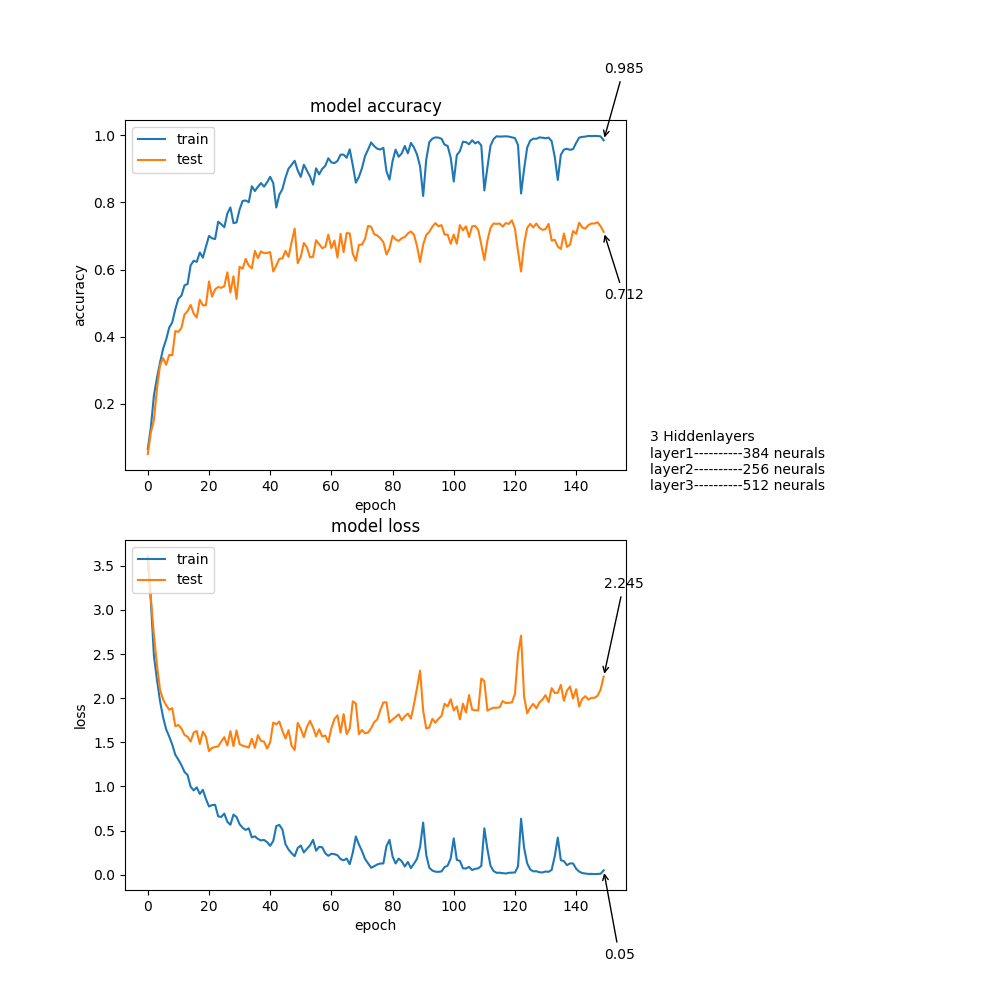 0.985
model accuracy
train
test
1.0
0.8
0.6
0.4
0.2
accuracy
0.712
0 20 40 60 80 100 120 140
epoch
3 Hiddenlayers
layer1----------384 neurals
layer2----------256 neurals
layer3----------512 neurals
model loss
train
test
3.5
3.0
2.5
2.0
1.5
1.0
0.5
0.0
loss
2.245
0 20 40 60 80 100 120 140
epoch
0.05